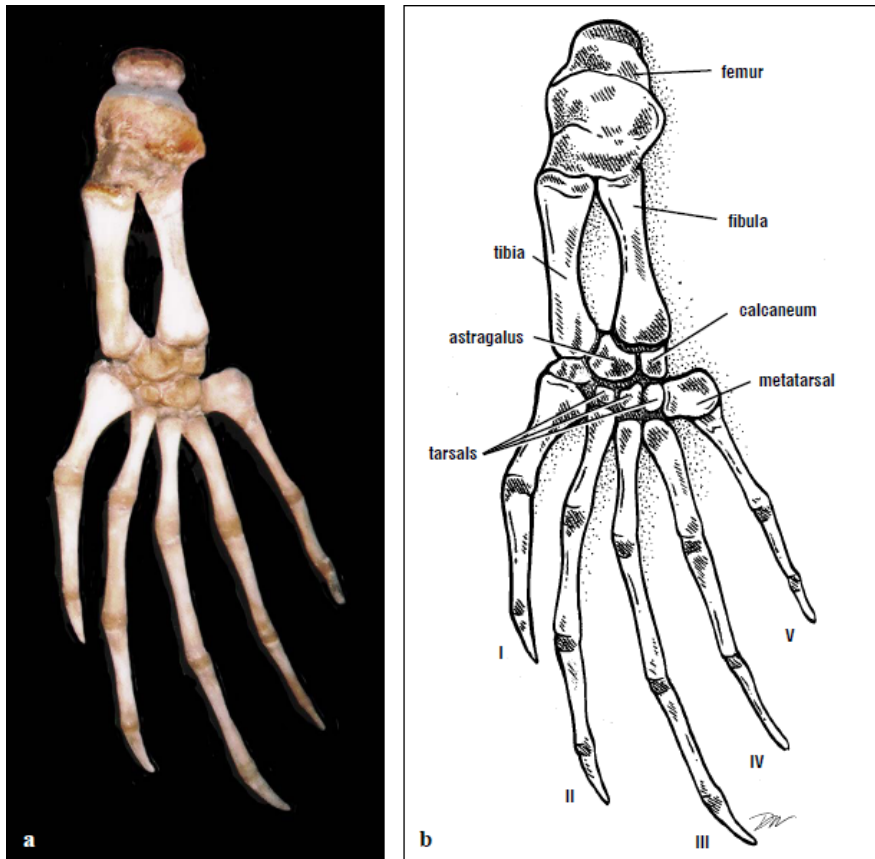 femur
fibula
tibia
calcaneum
astragalus
metatarsal
tarsals
V
I
IV
II
III
a
b